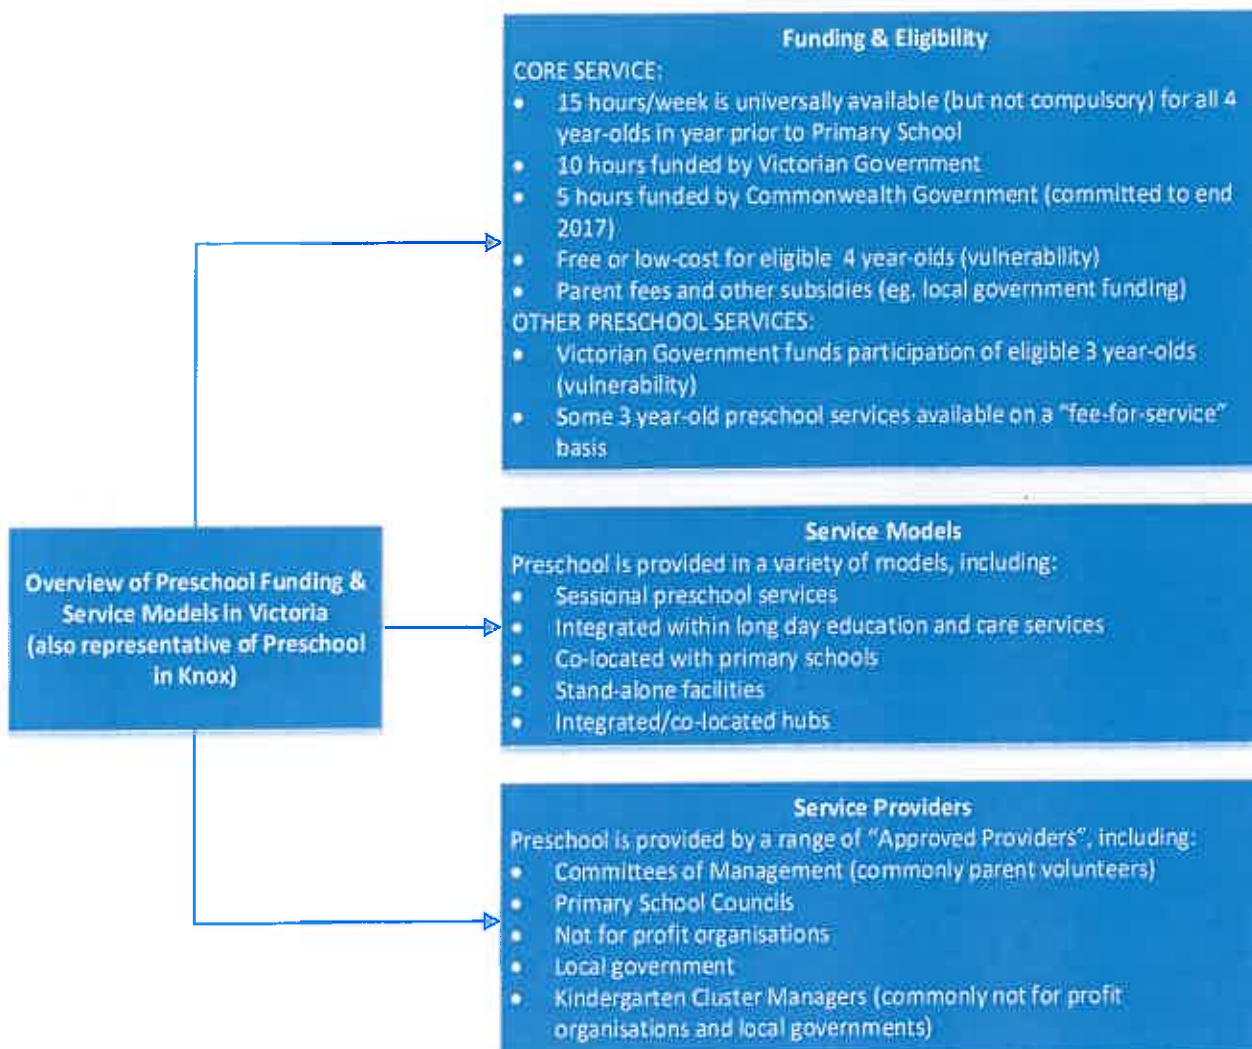 Funding & Eligibility
CORE SERVICE:
• 15 hours/week is universally available (but not compulsory) for all 4
year-olds in year prior to Primary School
• 10 hours funded by Victorian Government
• 5 hours funded by Commonwealth Government (committed to end
2017)
• Free or low-cost for eligible 4 year-olds (vulnerability)
• Parent fees and other subsidies (eg. local government funding)
OTHER PRESCHOOL SERVICES:
• Victorian Government funds participation of eligible 3 year-olds
(vulnerability)
• Some 3 year-old preschool services available on a "fee-for-service"
basis
Overview of Preschool Funding &
Service Models in Victoria
(also representative of Preschool
in Knox)
Service Models
Preschool is provided in a variety of models, including:
• Sessional preschool services
• Integrated within long day education and care services
• Co-located with primary schools
• Stand-alone facilities
• Integrated/co-located hubs
Service Providers
Preschool is provided by a range of "Approved Providers", including:
• Committees of Management (commonly parent volunteers)
• Primary School Councils
• Not for profit organisations
• Local government
• Kindergarten Cluster Managers (commonly not for profit
organisations and local governments)